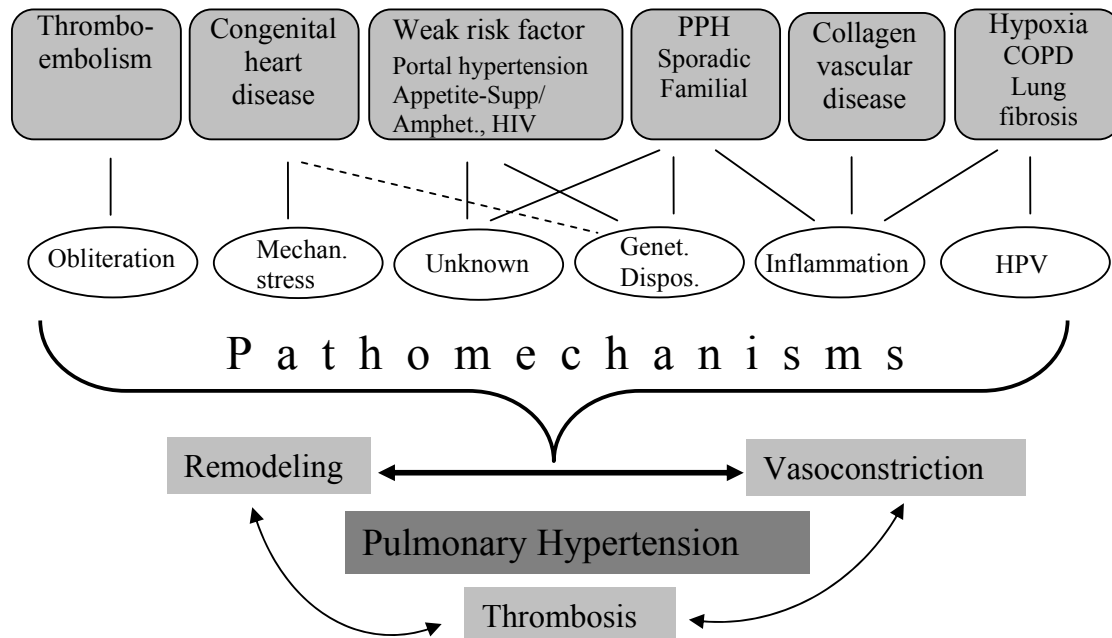 Thrombo-
embolism
Congenital
heart
disease
Weak risk factor
Portal hypertension
Appetite-Supp/
Amphet., HIV
PPH
Sporadic
Familial
Collagen
vascular
disease
Hypoxia
COPD
Lung
fibrosis
Obliteration
Mechan.
stress
Unknown
Genet.
Dispos.
Inflammation
HPV
Pathomechanisms
Remodeling
Vasoconstriction
Pulmonary Hypertension
Thrombosis